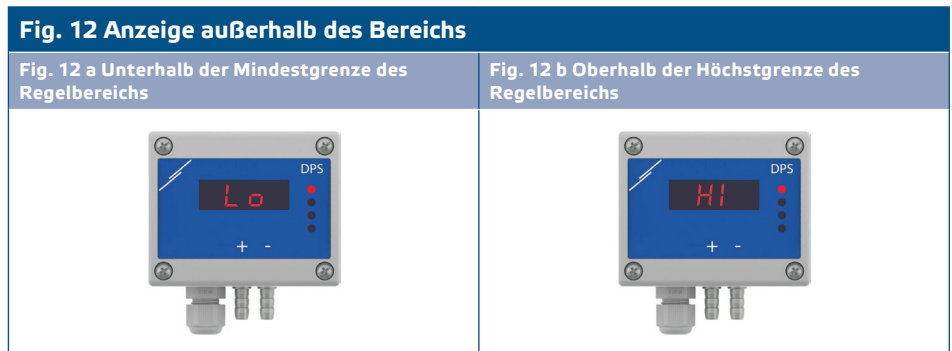 Fig. 12 Anzeige außerhalb des Bereichs
Fig. 12 a Unterhalb der Mindestgrenze des
Regelbereichs
Fig. 12 b Oberhalb der Höchstgrenze des
Regelbereichs
DPS
Lo
+ -
DPS
HI
+ -